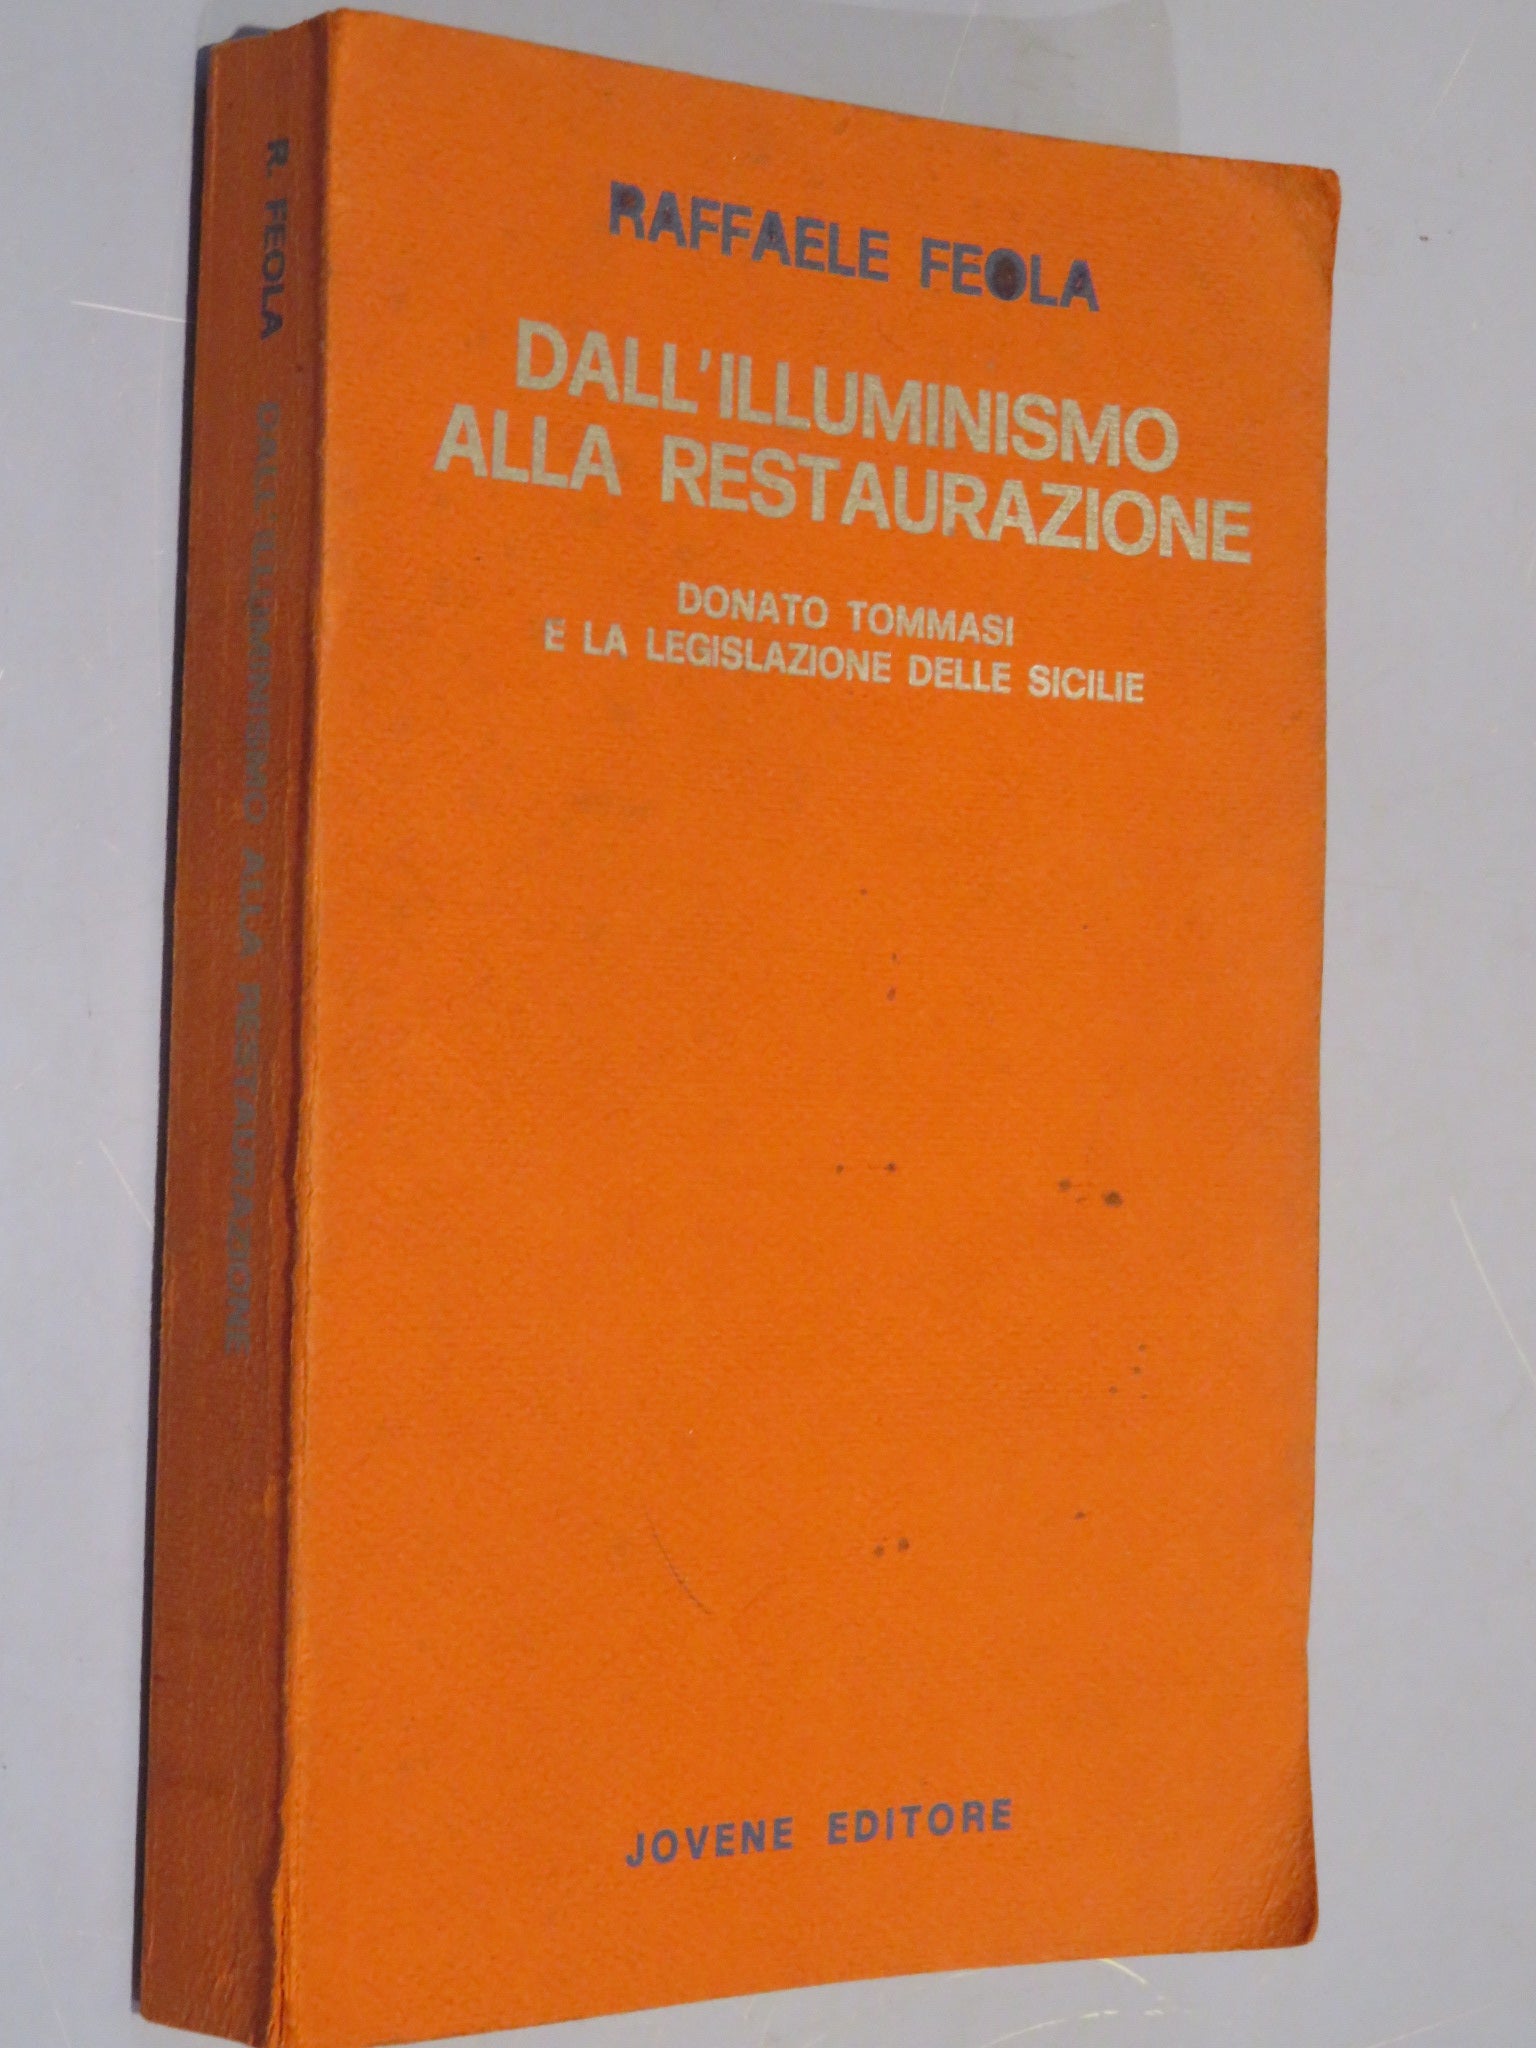 RAFFAELE FEOLA
DALL'ILLUMINISMO
ALLA RESTAURAZIONE
DONATO TOMMASI
E LA LEGISLAZIONE DELLE SICILIE
JOVENE EDITORE
R. FEOLA DALL'ILLUMINISMO ALLA RESTAURAZIONE